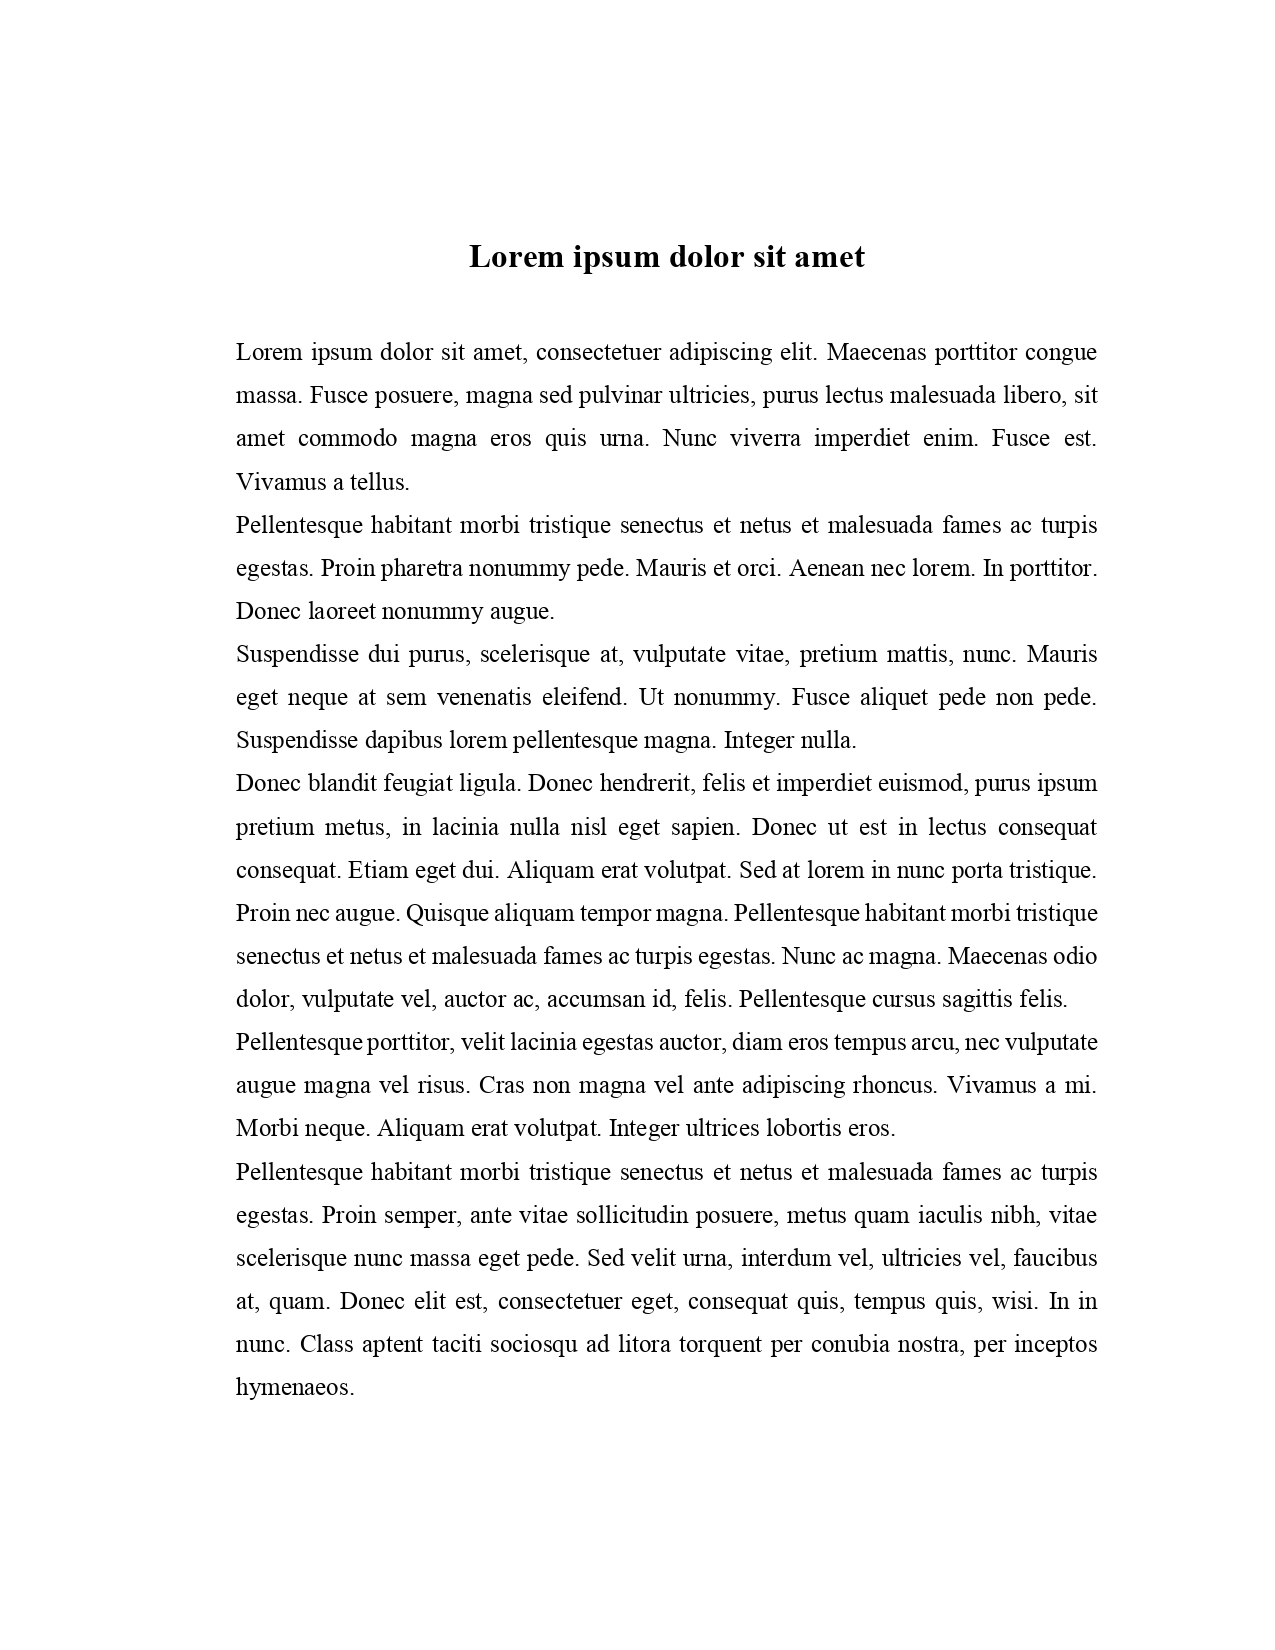 Lorem ipsum dolor sit amet
Lorem ipsum dolor sit amet, consectetuer adipiscing elit. Maecenas porttitor congue
massa. Fusce posuere, magna sed pulvinar ultricies, purus lectus malesuada libero, sit
amet commodo magna eros quis urna. Nunc viverra imperdiet enim. Fusce est.
Vivamus a tellus.
Pellentesque habitant morbi tristique senectus et netus et malesuada fames ac turpis
egestas. Proin pharetra nonummy pede. Mauris et orci. Aenean nec lorem. In porttitor.
Donec laoreet nonummy augue.
Suspendisse dui purus, scelerisque at, vulputate vitae, pretium mattis, nunc. Mauris
eget neque at sem venenatis eleifend. Ut nonummy. Fusce aliquet pede non pede.
Suspendisse dapibus lorem pellentesque magna. Integer nulla.
Donec blandit feugiat ligula. Donec hendrerit, felis et imperdiet euismod, purus ipsum
pretium metus, in lacinia nulla nisl eget sapien. Donec ut est in lectus consequat
consequat. Etiam eget dui. Aliquam erat volutpat. Sed at lorem in nunc porta tristique.
Proin nec augue. Quisque aliquam tempor magna. Pellentesque habitant morbi tristique
senectus et netus et malesuada fames ac turpis egestas. Nunc ac magna. Maecenas odio
dolor, vulputate vel, auctor ac, accumsan id, felis. Pellentesque cursus sagittis felis.
Pellentesque porttitor, velit lacinia egestas auctor, diam eros tempus arcu, nec vulputate
augue magna vel risus. Cras non magna vel ante adipiscing rhoncus. Vivamus a mi.
Morbi neque. Aliquam erat volutpat. Integer ultrices lobortis eros.
Pellentesque habitant morbi tristique senectus et netus et malesuada fames ac turpis
egestas. Proin semper, ante vitae sollicitudin posuere, metus quam iaculis nibh, vitae
scelerisque nunc massa eget pede. Sed velit urna, interdum vel, ultricies vel, faucibus
at, quam. Donec elit est, consectetuer eget, consequat quis, tempus quis, wisi. In in
nunc. Class aptent taciti sociosqu ad litora torquent per conubia nostra, per inceptos
hymenaeos.